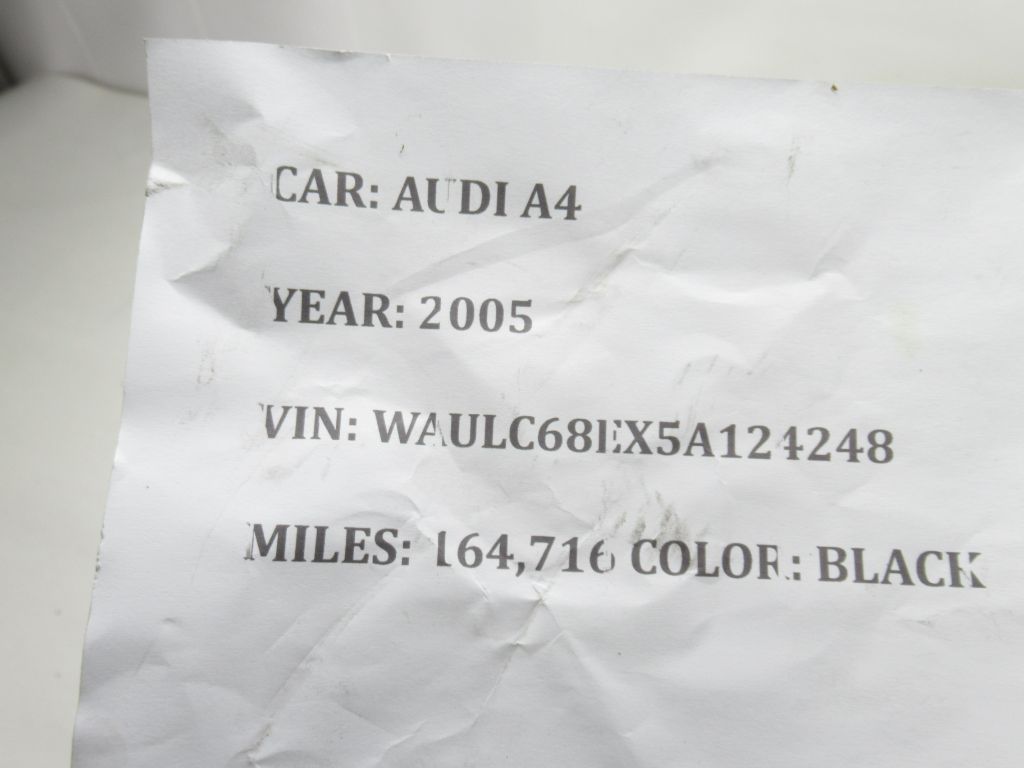 CAR: AUDI A4
YEAR: 2005
VIN: WAULC68EX5A124248
MILES: 164,716 COLOR: BLACK